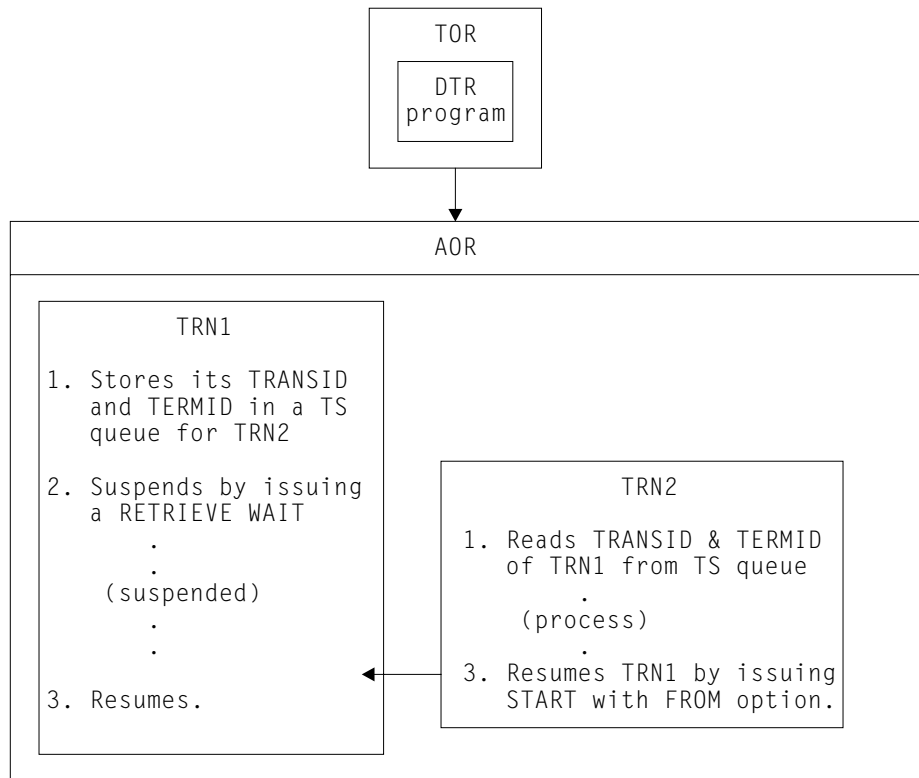 TOR
DTR
program
AOR
TRN1
1. Stores its TRANSID
and TERMID in a TS
queue for TRN2
2. Suspends by issuing
a RETRIEVE WAIT
.
.
(suspended)
.
.
3. Resumes.
TRN2
1. Reads TRANSID & TERMID
of TRN1 from TS queue
.
(process)
.
3. Resumes TRN1 by issuing
START with FROM option.